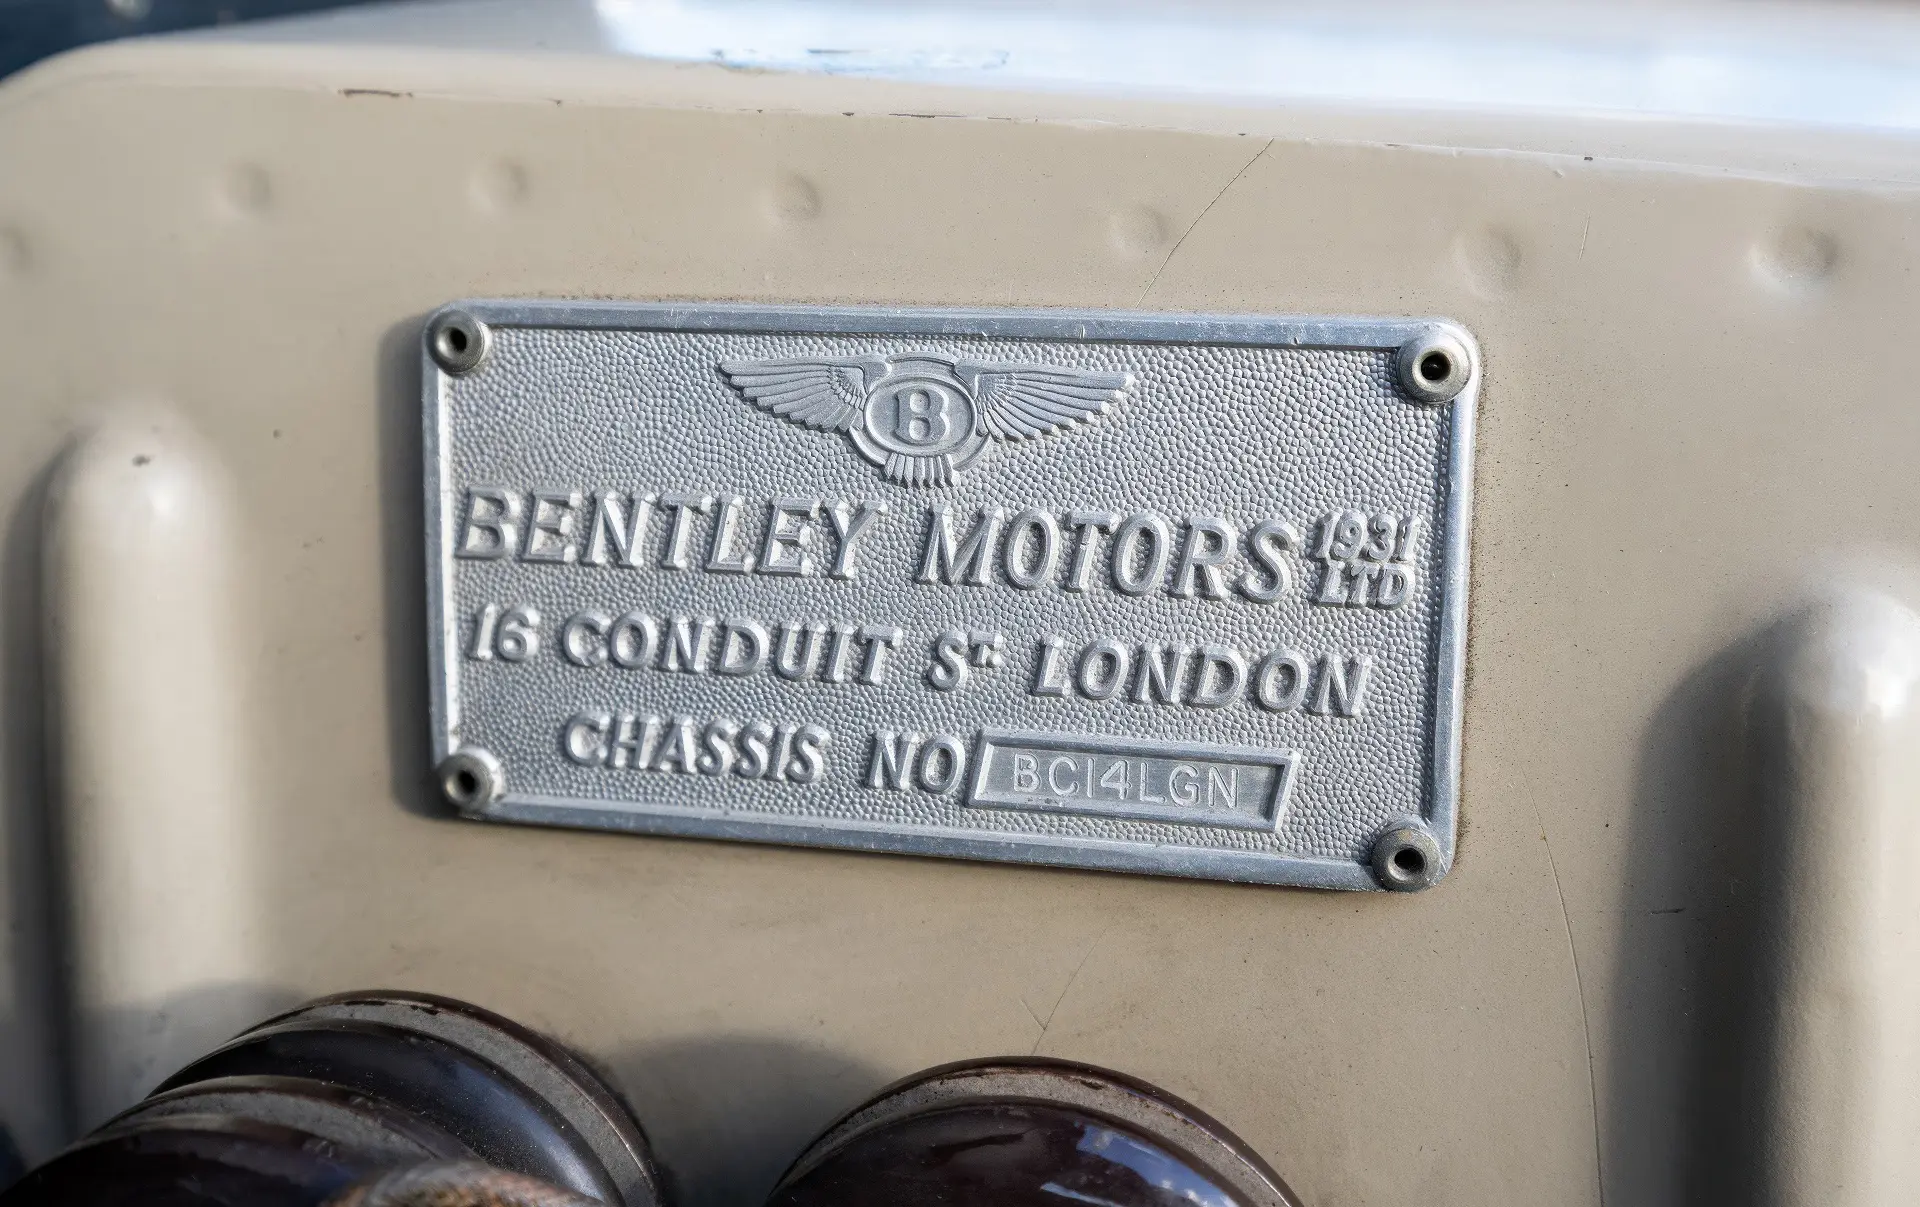 B
BENTLEY MOTORS 1931 LTD
16 CONDUIT ST. LONDON
CHASSIS NO BC14LGN